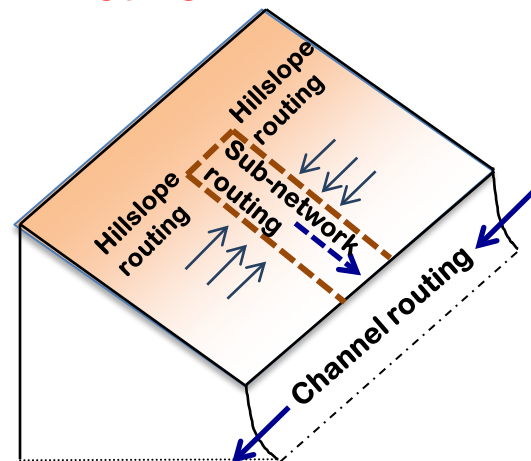 Hillslope
routing
Sub-network
routing
Hillslope
routing
Channel routing